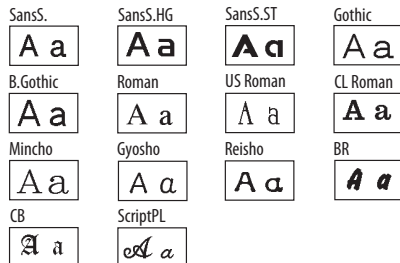 SansS. SansS.HG SansS.ST Gothic
A a A a A a A a
B.Gothic Roman US Roman CL Roman
A a A a A a A a
Mincho Gyosho Reisho BR
A a A a A a A a
CB ScriptPL
A a A a